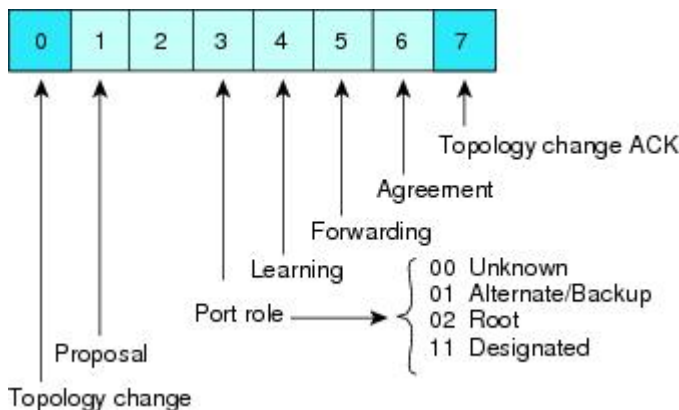 0 1 2 3 4 5 6 7
Topology change ACK
Agreement
Forwarding
Learning
00 Unknown
01 Alternate/Backup
Port role
02 Root
11 Designated
Proposal
Topology change